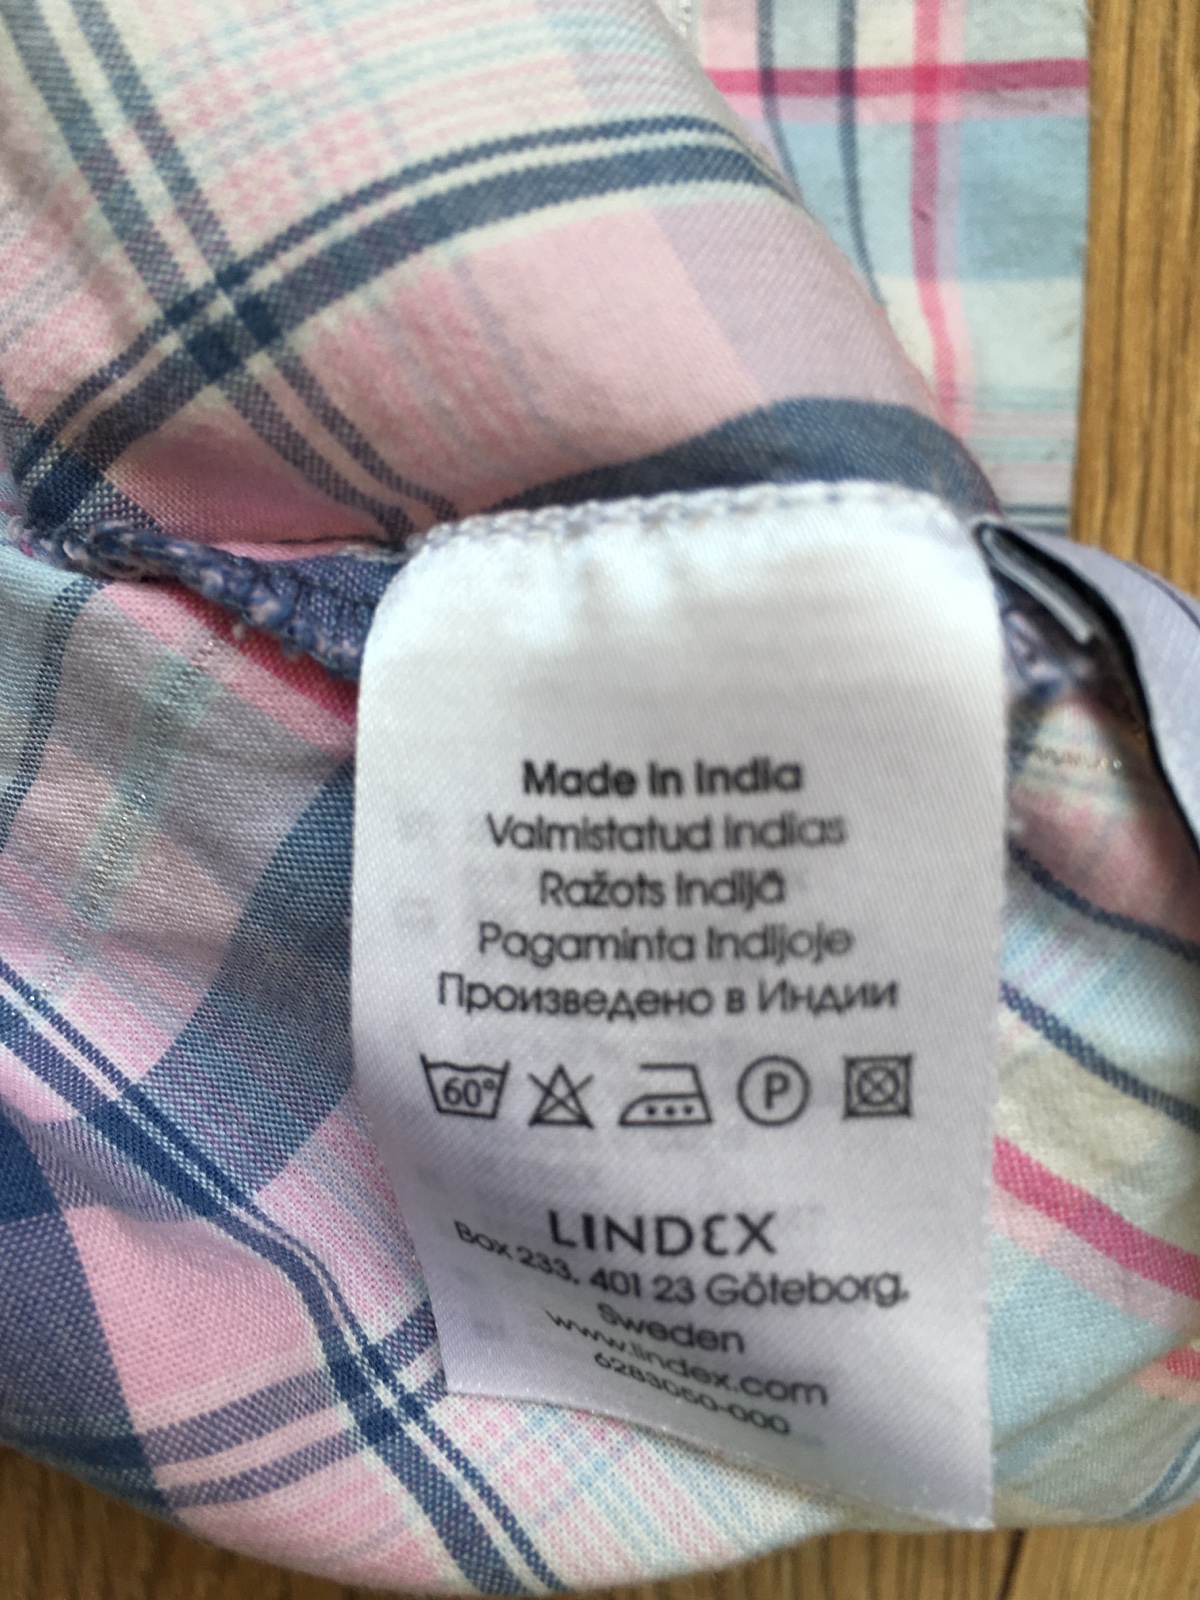 Made in India
Valmistatud Indias
Ražots Indijā
Pagaminta Indijoje
Произведено в Индии
60° P
LINDEX
Box 233, 401 23 Göteborg,
Sweden
www.lindex.com
6283050-000